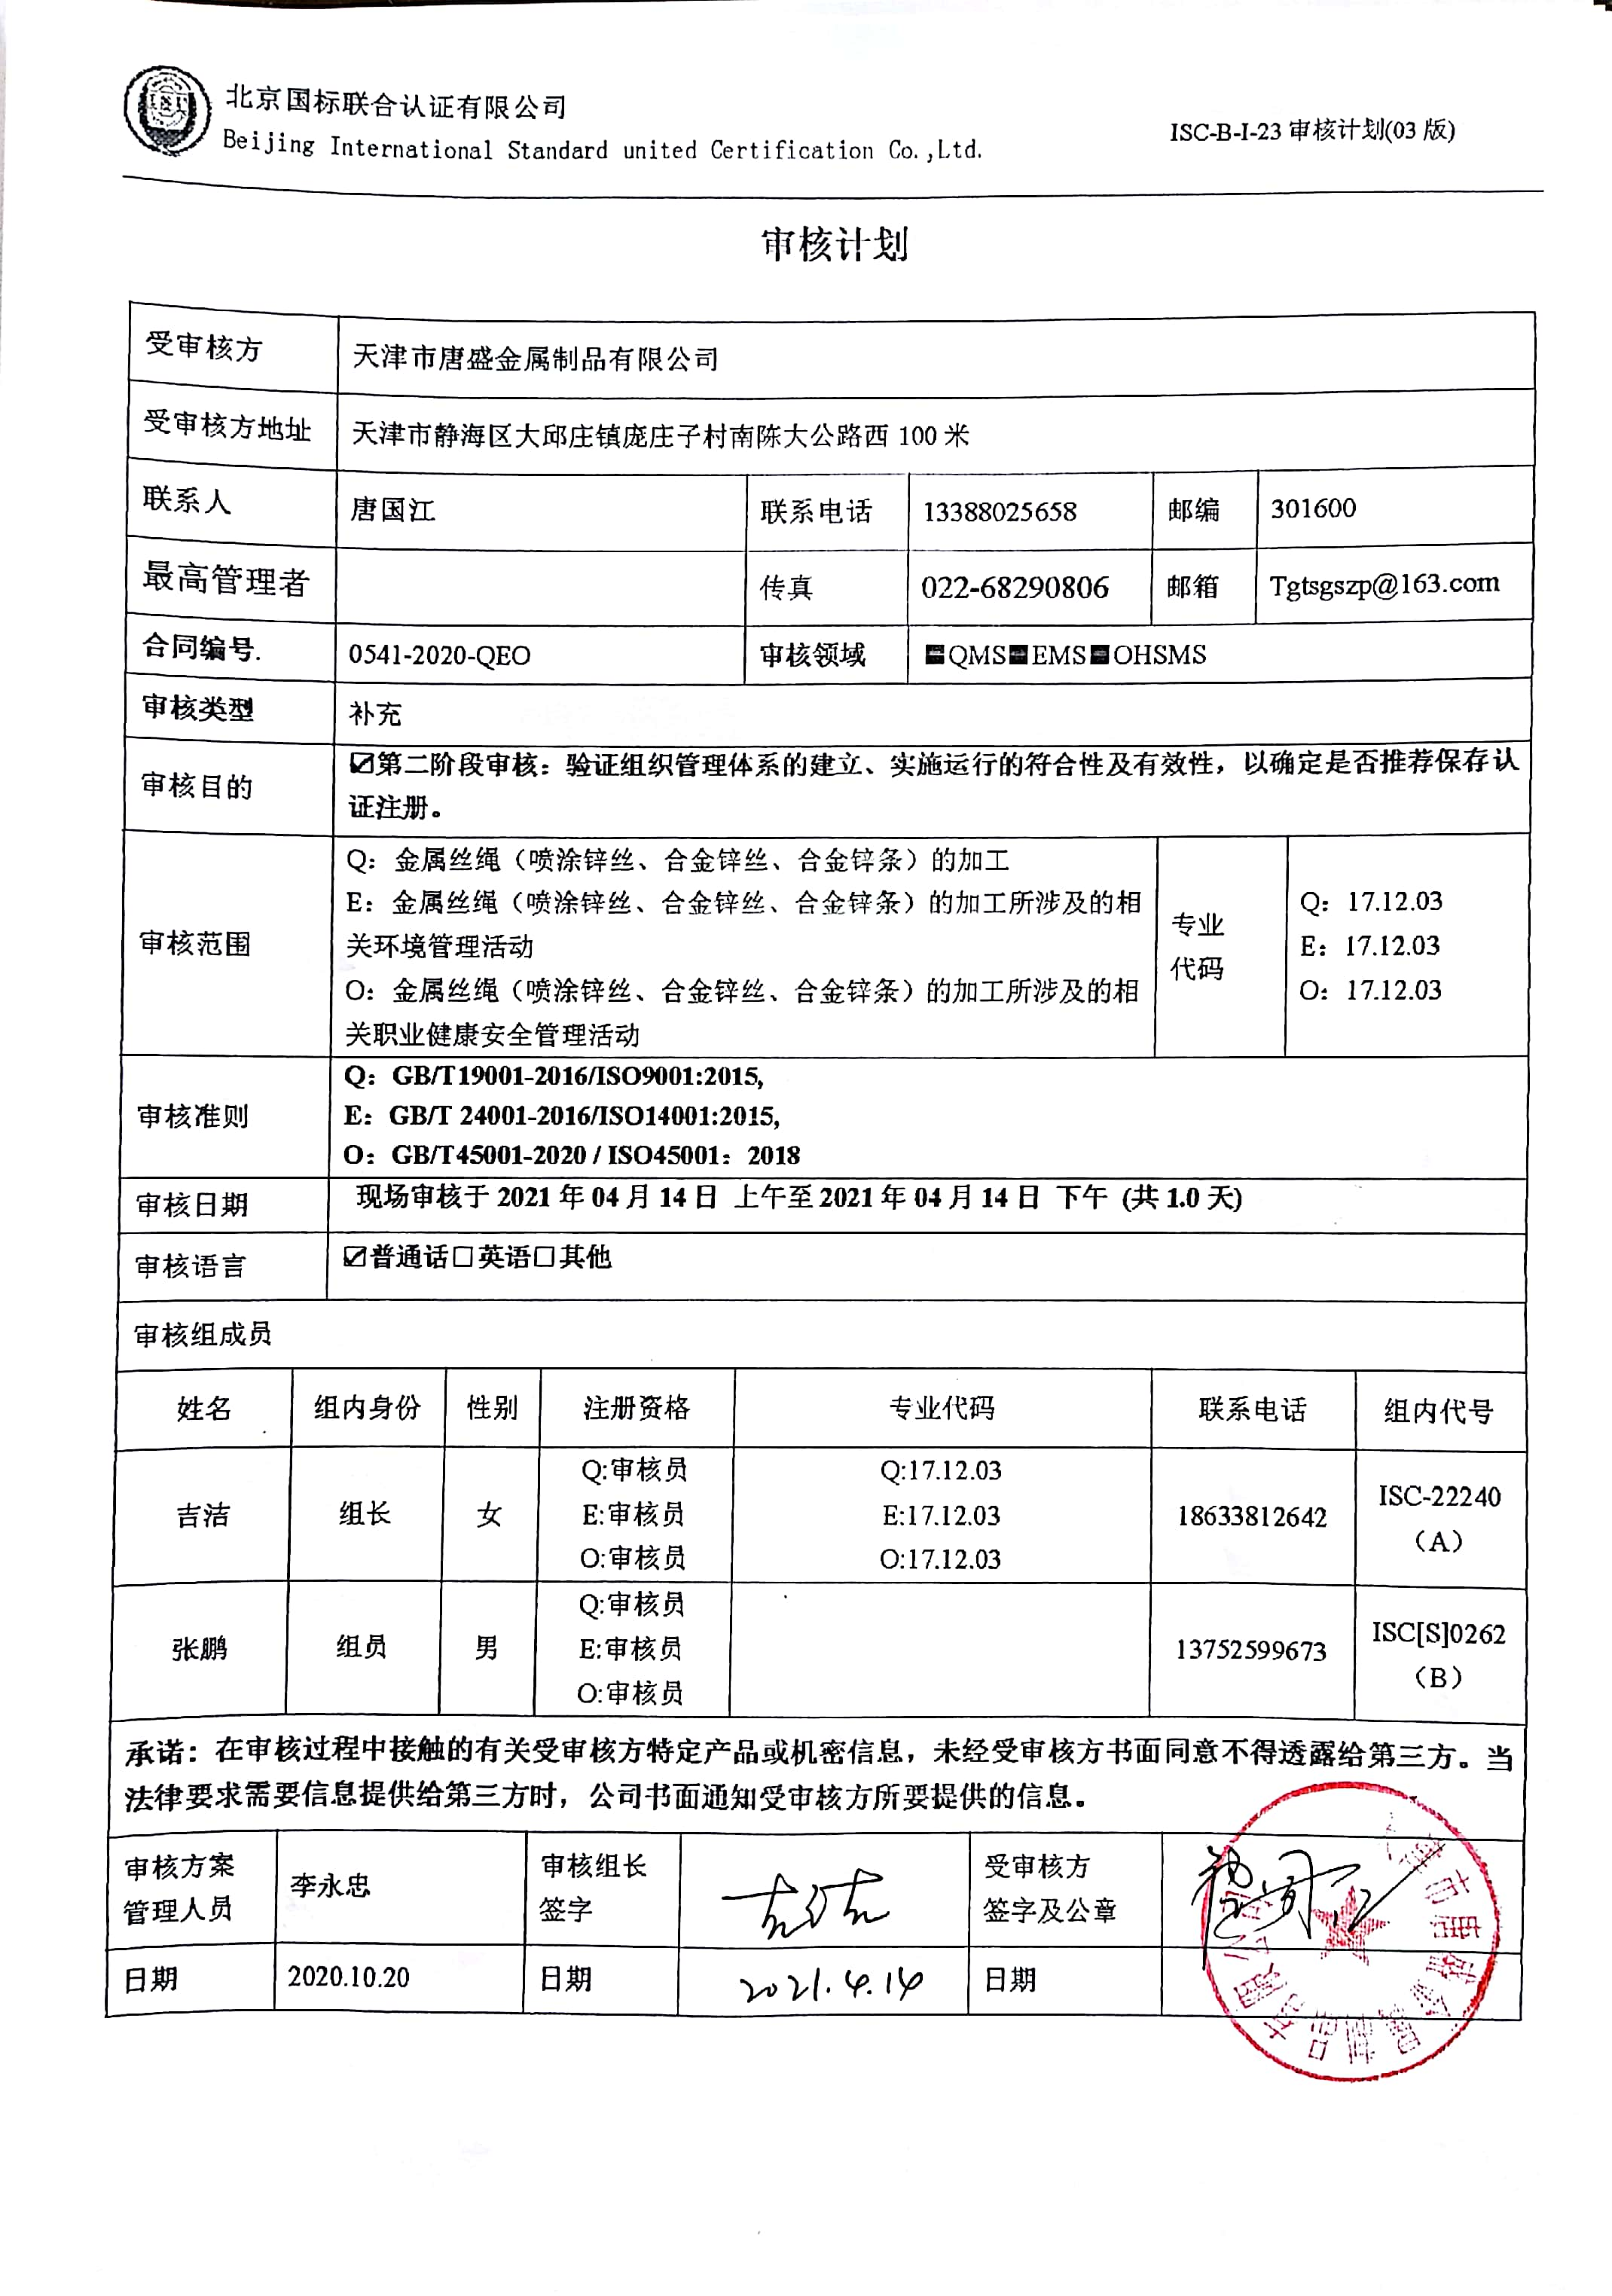 北京国标联合认证有限公司
Beijing International Standard united Certification Co.,Ltd.
ISC-B-I-23 审核计划(03 版)
审核计划
受审核方 天津市唐盛金属制品有限公司
受审核方地址 天津市静海区大邱庄镇庞庄子村南陈大公路西 100 米
联系人 唐国江 联系电话 13388025658 邮编 301600
最高管理者 传真 022-68290806 邮箱 Tgtsgszp@163.com
合同编号. 0541-2020-QEO 审核领域 ■QMS■EMS■OHSMS
审核类型 补充
审核目的 ☑第二阶段审核：验证组织管理体系的建立、实施运行的符合性及有效性，以确定是否推荐保存认
证注册。
审核范围
Q：金属丝绳（喷涂锌丝、合金锌丝、合金锌条）的加工
E：金属丝绳（喷涂锌丝、合金锌丝、合金锌条）的加工所涉及的相
关环境管理活动
O：金属丝绳（喷涂锌丝、合金锌丝、合金锌条）的加工所涉及的相
关职业健康安全管理活动
专业
代码
Q：17.12.03
E：17.12.03
O：17.12.03
审核准则
Q：GB/T19001-2016/ISO9001:2015,
E：GB/T 24001-2016/ISO14001:2015,
O：GB/T45001-2020 / ISO45001：2018
审核日期 现场审核于 2021 年 04 月 14 日 上午至 2021 年 04 月 14 日 下午 (共 1.0 天)
审核语言 ☑普通话□英语□其他
审核组成员
姓名 组内身份 性别 注册资格 专业代码 联系电话 组内代号
吉洁 组长 女
Q:审核员
E:审核员
O:审核员
Q:17.12.03
E:17.12.03
O:17.12.03
18633812642
ISC-22240
（A）
张鹏 组员 男
Q:审核员
E:审核员
O:审核员
13752599673
ISC[S]0262
（B）
承诺：在审核过程中接触的有关受审核方特定产品或机密信息，未经受审核方书面同意不得透露给第三方。当
法律要求需要信息提供给第三方时，公司书面通知受审核方所要提供的信息。
审核方案
管理人员
李永忠
审核组长
签字
吉洁
受审核方
签字及公章
唐国江
日期 2020.10.20 日期 2021.4.14 日期